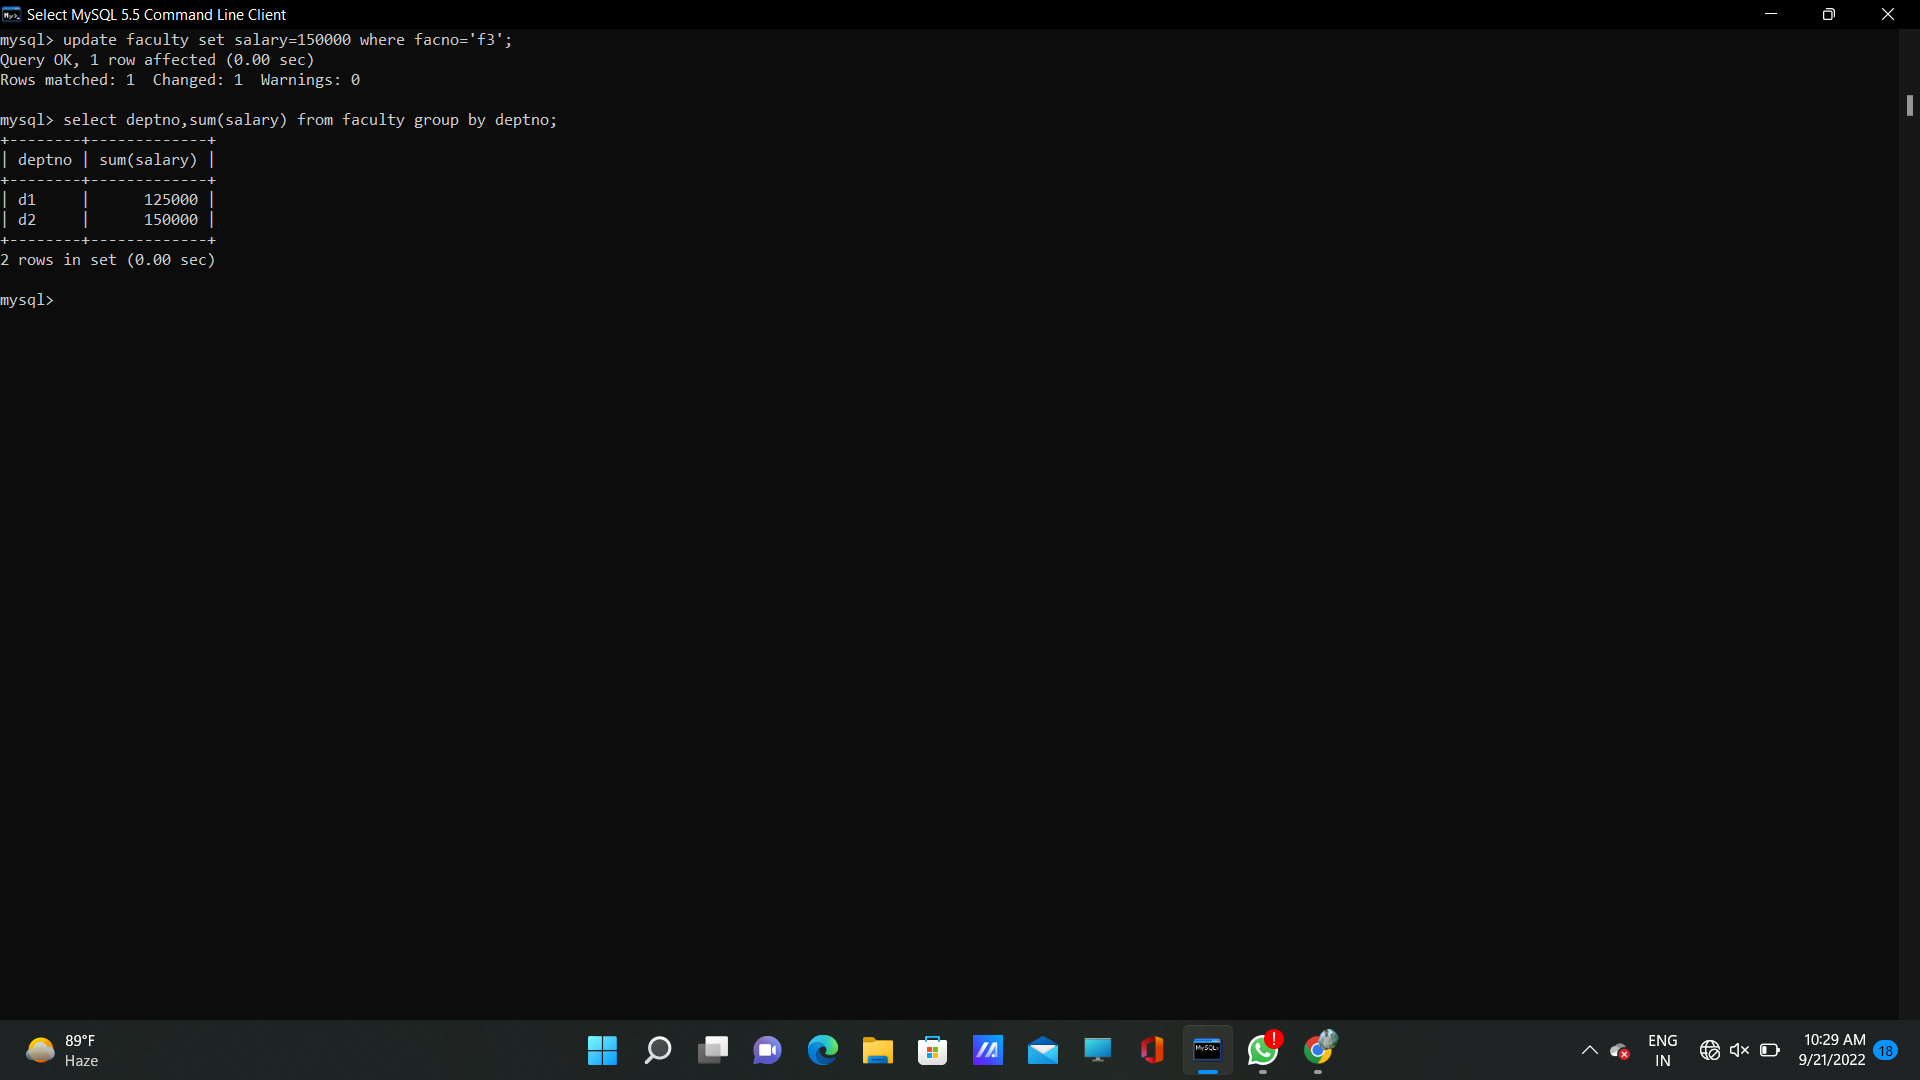 Select MySQL 5.5 Command Line Client
mysql> update faculty set salary=150000 where facno='f3';
Query OK, 1 row affected (0.00 sec)
Rows matched: 1  Changed: 1  Warnings: 0
mysql> select deptno,sum(salary) from faculty group by deptno;
+--------+-------------+
| deptno | sum(salary) |
+--------+-------------+
| d1     |      125000 |
| d2     |      150000 |
+--------+-------------+
2 rows in set (0.00 sec)
mysql>
89°F
Haze
MySQL>
!
ENG
IN
10:29 AM
9/21/2022
18